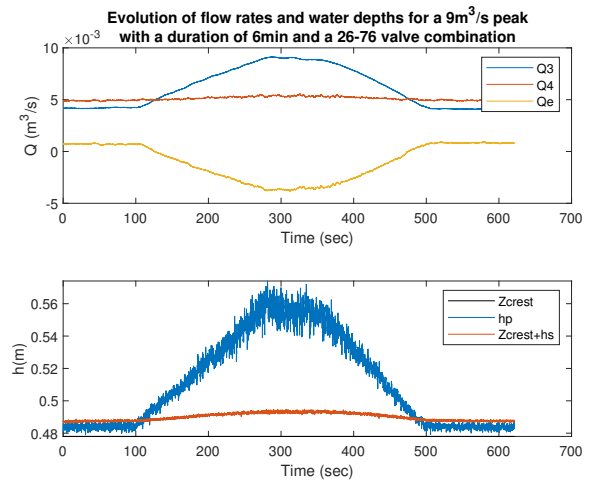 Evolution of flow rates and water depths for a 9m³/s peak
with a duration of 6min and a 26-76 valve combination
10 × 10⁻³
5
0
-5
Q (m³/s)
0 100 200 300 400 500 600 700
Time (sec)
Q3
Q4
Qe
0.56
0.54
0.52
0.5
0.48
h(m)
0 100 200 300 400 500 600 700
Time (sec)
Zcrest
hp
Zcrest+hs